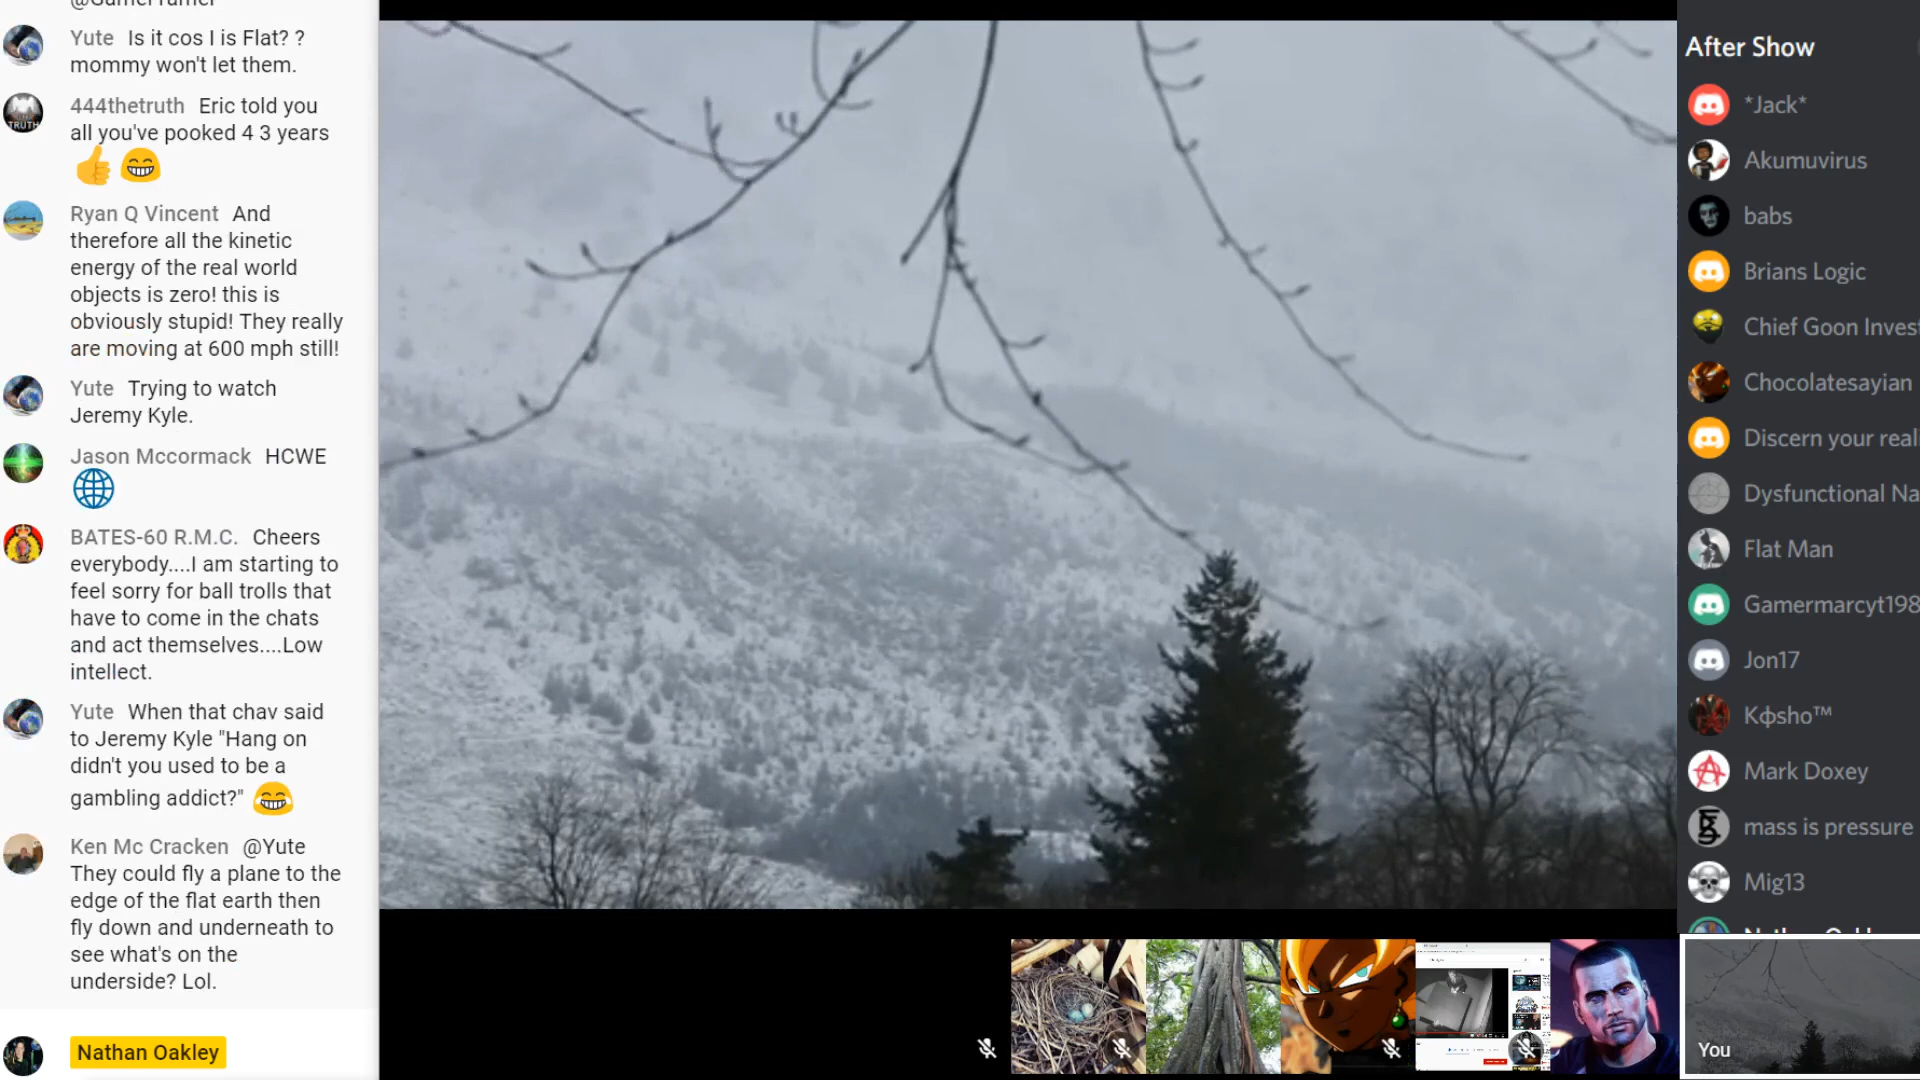 Yute Is it cos I is Flat? ?
mommy won't let them.
444thetruth Eric told you
all you've pooked 4 3 years
Ryan Q Vincent And
therefore all the kinetic
energy of the real world
objects is zero! this is
obviously stupid! They really
are moving at 600 mph still!
Yute Trying to watch
Jeremy Kyle.
Jason Mccormack HCWE
BATES-60 R.M.C. Cheers
everybody....I am starting to
feel sorry for ball trolls that
have to come in the chats
and act themselves....Low
intellect.
Yute When that chav said
to Jeremy Kyle "Hang on
didn't you used to be a
gambling addict?"
Ken Mc Cracken @Yute
They could fly a plane to the
edge of the flat earth then
fly down and underneath to
see what's on the
underside? Lol.
Nathan Oakley
TRUTH
You
After Show
*Jack*
Akumuvirus
babs
Brians Logic
Chief Goon Invest
Chocolatesayian
Discern your reali
Dysfunctional Na
Flat Man
Gamermarcyt198
Jon17
Kфsho™
Mark Doxey
mass is pressure
Mig13